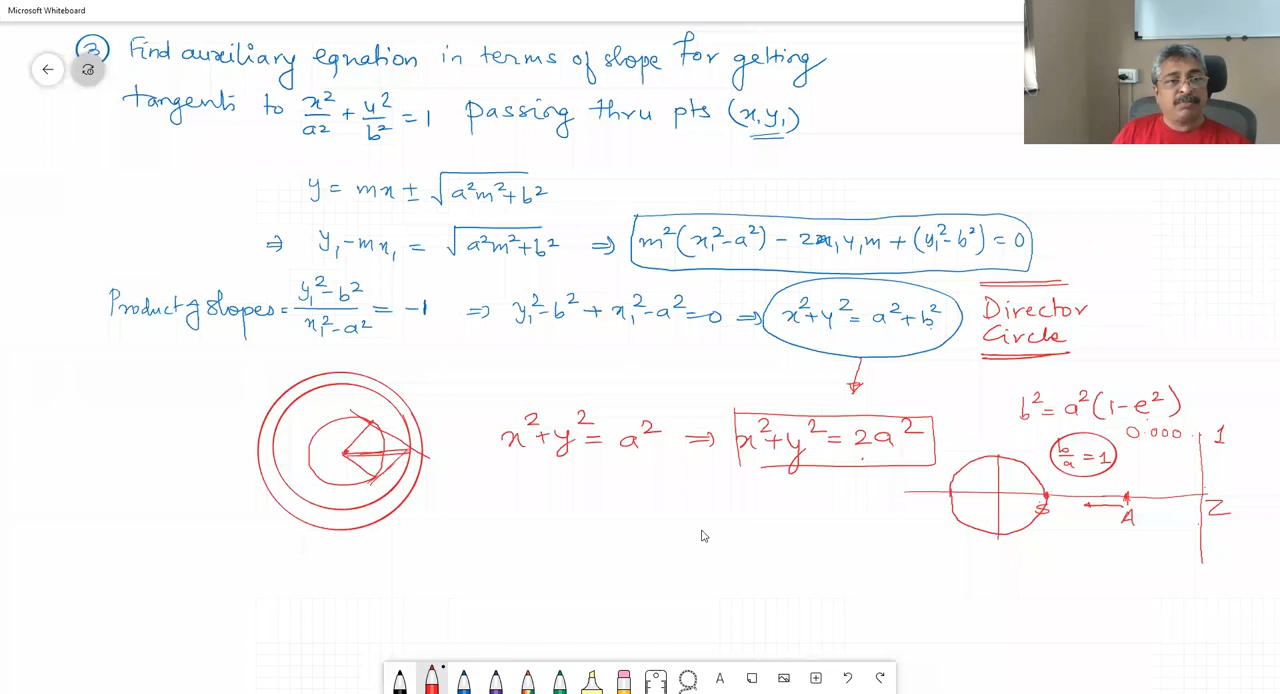 Microsoft Whiteboard
③ Find auxiliary equation in terms of slope for getting
tangents to x²/a² + y²/b² = 1 passing thru pts (x₁y₁)
y = mx ± √(a²m²+b²)
⇒ y₁-mx₁ = √(a²m²+b²) ⇒ m²(x₁²-a²) - 2x₁y₁m + (y₁²-b²) = 0
Product of slopes = (y₁²-b²)/(x₁²-a²) = -1 ⇒ y₁²-b²+x₁²-a²=0 ⇒ x²+y² = a²+b² Director
Circle
b² = a²(1-e²)
0.000.. 1
x²+y² = a² ⇒ x²+y² = 2a² b/a = 1
S A Z
A